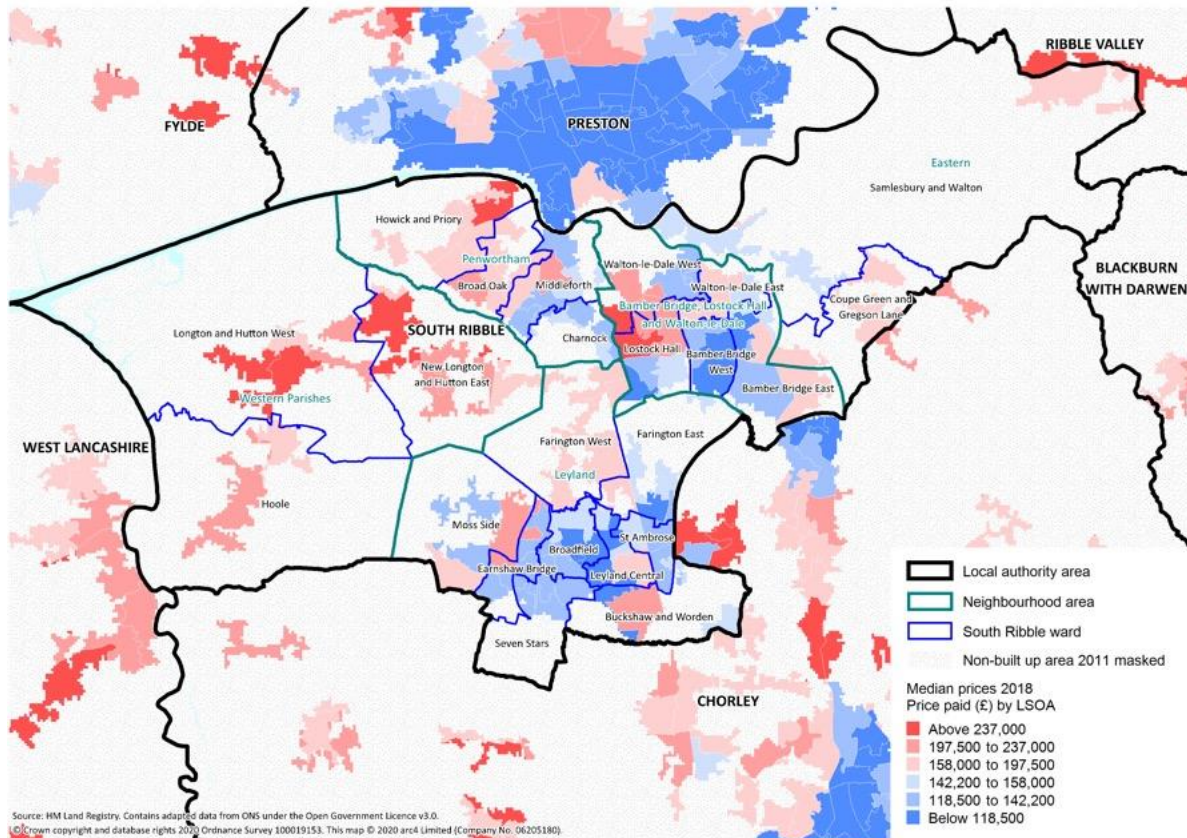 RIBBLE VALLEY
FYLDE
PRESTON
Eastern
Samlesbury and Walton
Howick and Priory
Penwortham
Broad Oak
Middleforth
Walton-le-Dale West
Walton-le-Dale East
BLACKBURN
WITH DARWEN
Coupe Green and
Gregson Lane
Bamber Bridge, Lostock Hall
and Walton-le-Dale
Longton and Hutton West
SOUTH RIBBLE
Charnock
Lostock Hall
Bamber Bridge
West
New Longton
and Hutton East
Bamber Bridge East
Western Parishes
WEST LANCASHIRE
Farington West
Farington East
Leyland
Hoole
Moss Side
St Ambrose
Broadfield
Earnshaw Bridge
Leyland Central
Buckshaw and Worden
Seven Stars
CHORLEY
Local authority area
Neighbourhood area
South Ribble ward
Non-built up area 2011 masked
Median prices 2018
Price paid (£) by LSOA
Above 237,000
197,500 to 237,000
158,000 to 197,500
142,200 to 158,000
118,500 to 142,200
Below 118,500
Source: HM Land Registry. Contains adapted data from ONS under the Open Government Licence v3.0.
© Crown copyright and database rights 2020 Ordnance Survey 100019153. This map © 2020 arc4 Limited (Company No. 06205180).